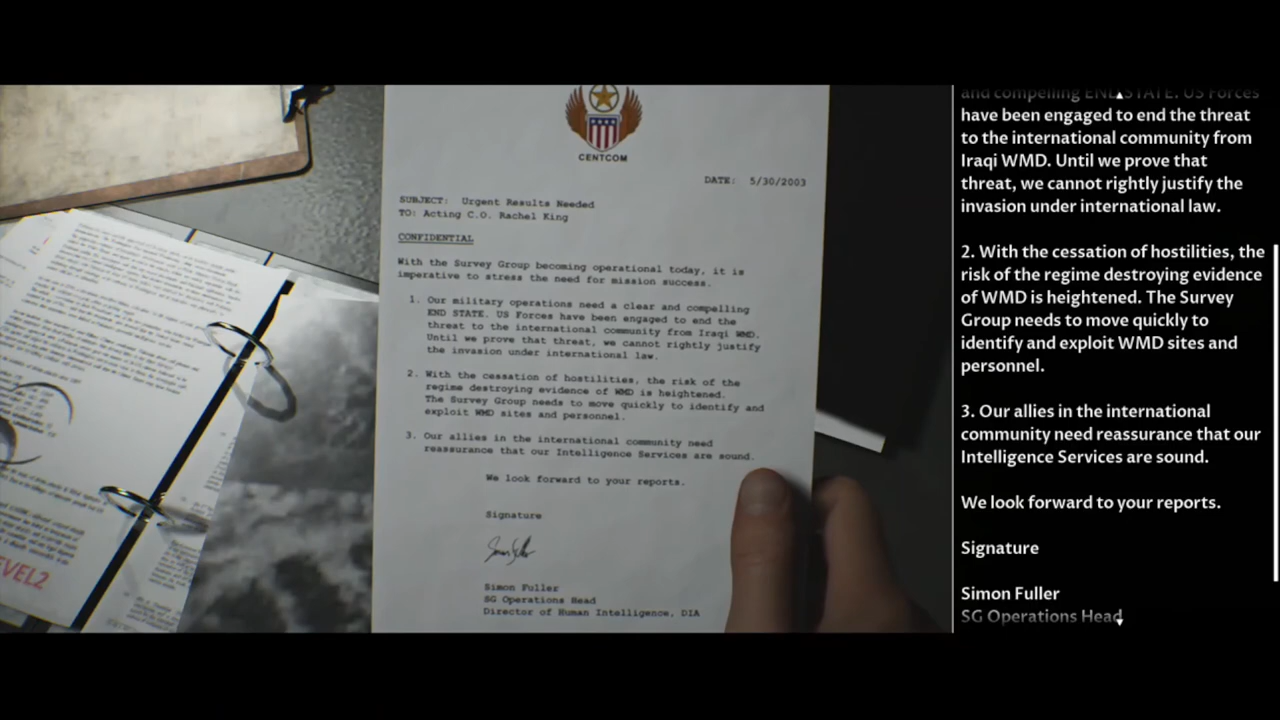 CENTCOM
DATE: 5/30/2003
SUBJECT: Urgent Results Needed
TO: Acting C.O. Rachel King
CONFIDENTIAL
With the Survey Group becoming operational today, it is
imperative to stress the need for mission success.
1. Our military operations need a clear and compelling
END STATE. US Forces have been engaged to end the
threat to the international community from Iraqi WMD.
Until we prove that threat, we cannot rightly justify
the invasion under international law.
2. With the cessation of hostilities, the risk of the
regime destroying evidence of WMD is heightened.
The Survey Group needs to move quickly to identify and
exploit WMD sites and personnel.
3. Our allies in the international community need
reassurance that our Intelligence Services are sound.
We look forward to your reports.
Signature
Simon Fuller
SG Operations Head
Director of Human Intelligence, DIA
EVEL2
and compelling END STATE. US Forces
have been engaged to end the threat
to the international community from
Iraqi WMD. Until we prove that
threat, we cannot rightly justify the
invasion under international law.
2. With the cessation of hostilities, the
risk of the regime destroying evidence
of WMD is heightened. The Survey
Group needs to move quickly to
identify and exploit WMD sites and
personnel.
3. Our allies in the international
community need reassurance that our
Intelligence Services are sound.
We look forward to your reports.
Signature
Simon Fuller
SG Operations Head